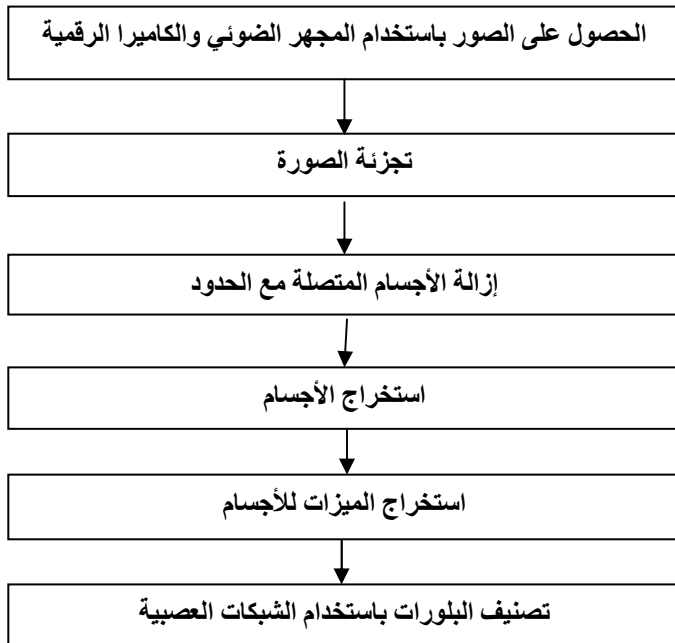 الحصول على الصور باستخدام المجهر الضوئي والكاميرا الرقمية
تجزئة الصورة
إزالة الأجسام المتصلة مع الحدود
استخراج الأجسام
استخراج الميزات للأجسام
تصنيف البلورات باستخدام الشبكات العصبية